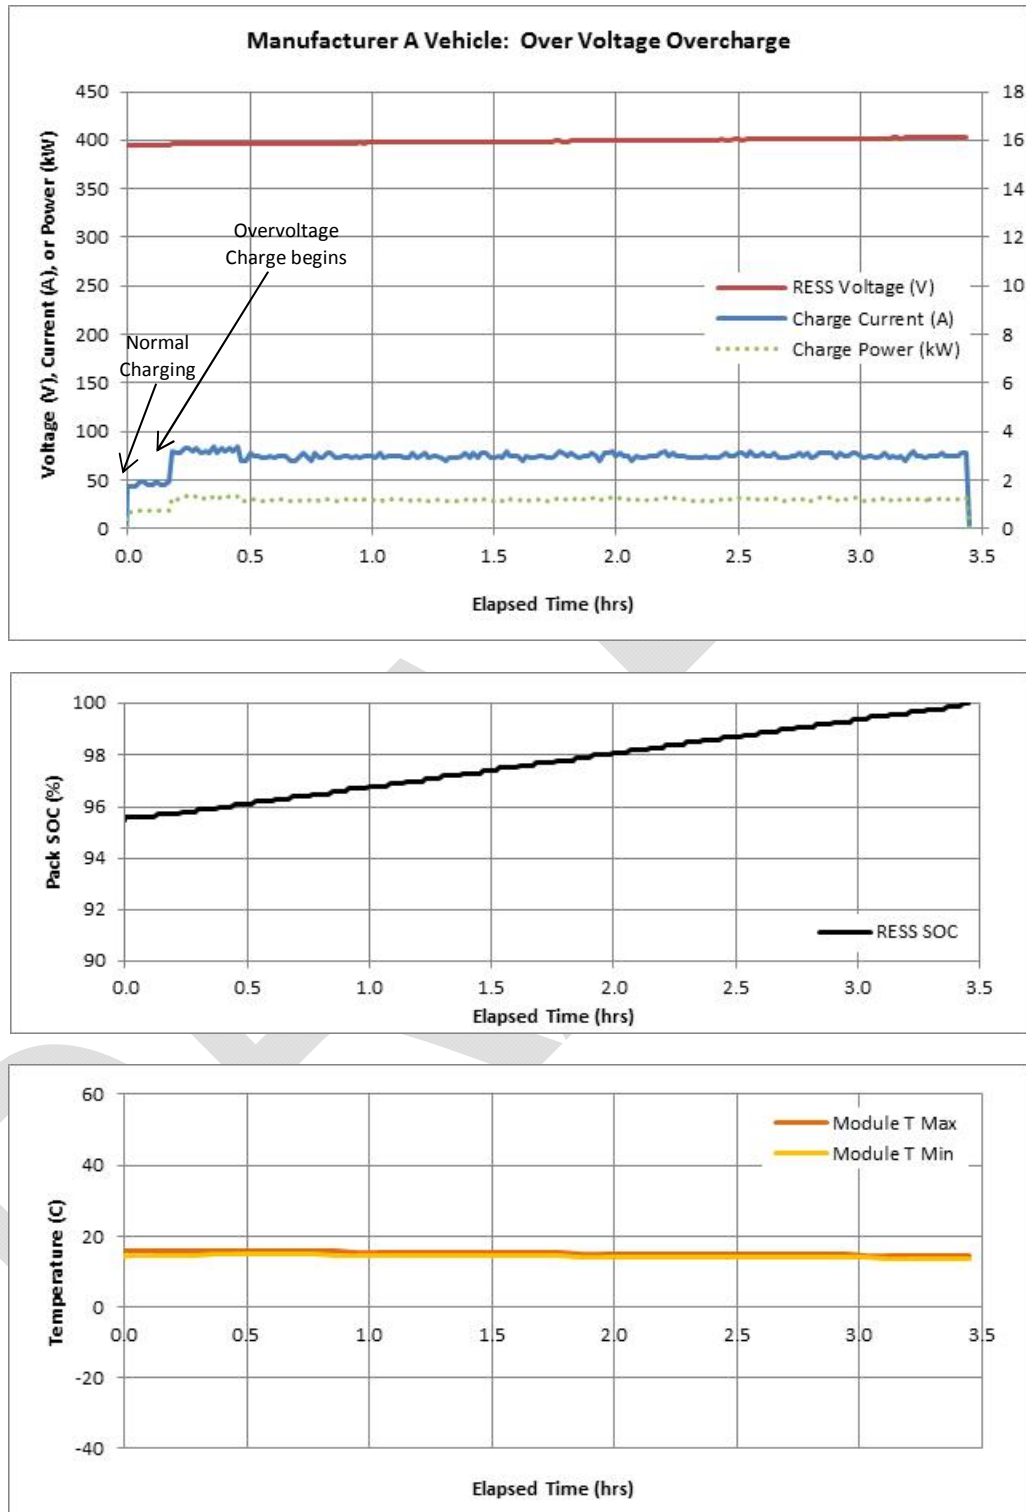 Manufacturer A Vehicle: Over Voltage Overcharge
Voltage (V), Current (A), or Power (kW)
450
400
350
300
250
200
150
100
50
0
18
16
14
12
10
8
6
4
2
0
Overvoltage
Charge begins
Normal
Charging
RESS Voltage (V)
Charge Current (A)
Charge Power (kW)
0.0 0.5 1.0 1.5 2.0 2.5 3.0 3.5
Elapsed Time (hrs)
Pack SOC (%)
100
98
96
94
92
90
RESS SOC
0.0 0.5 1.0 1.5 2.0 2.5 3.0 3.5
Elapsed Time (hrs)
Temperature (C)
60
40
20
0
-20
-40
Module T Max
Module T Min
0.0 0.5 1.0 1.5 2.0 2.5 3.0 3.5
Elapsed Time (hrs)